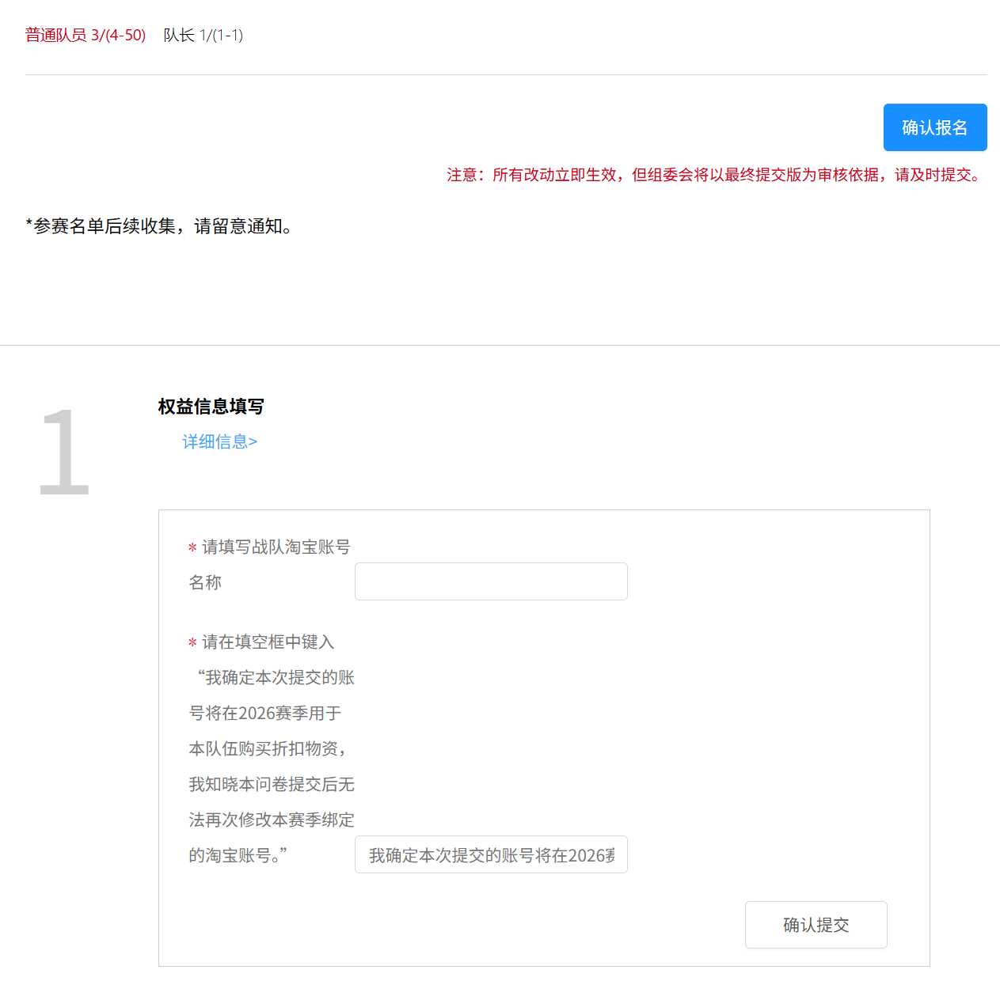 普通队员 3/(4-50) 队长 1/(1-1)
确认报名
注意：所有改动立即生效，但组委会将以最终提交版为审核依据，请及时提交。
*参赛名单后续收集，请留意通知。
1
权益信息填写
详细信息>
* 请填写战队淘宝账号
名称
* 请在填空框中键入
“我确定本次提交的账
号将在2026赛季用于
本队伍购买折扣物资，
我知晓本问卷提交后无
法再次修改本赛季绑定
的淘宝账号。”
我确定本次提交的账号将在2026
确认提交